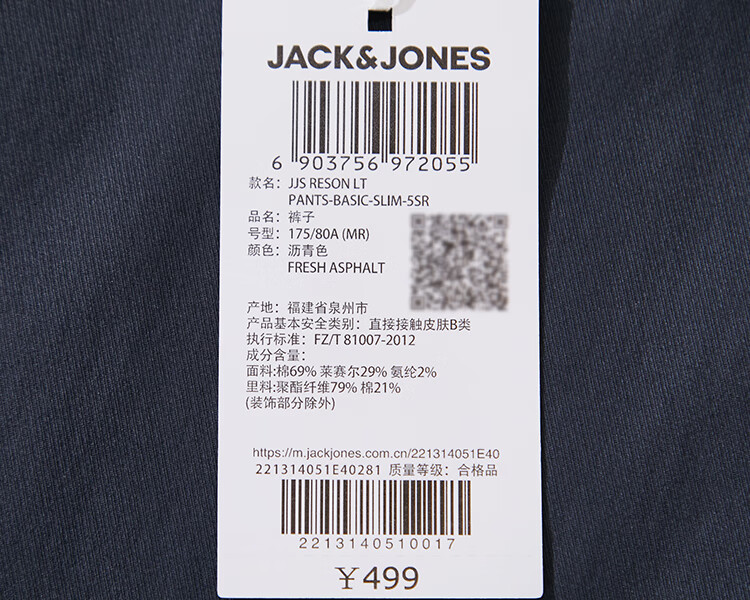 JACK&JONES
6 903756 972055
款名: JJS RESON LT
PANTS-BASIC-SLIM-5SR
品名: 裤子
号型: 175/80A (MR)
颜色: 沥青色
FRESH ASPHALT
产地: 福建省泉州市
产品基本安全类别: 直接接触皮肤B类
执行标准: FZ/T 81007-2012
成分含量:
面料:棉69% 莱赛尔29% 氨纶2%
里料:聚酯纤维79% 棉21%
(装饰部分除外)
https://m.jackjones.com.cn/221314051E40
221314051E40281 质量等级: 合格品
2213140510017
￥499